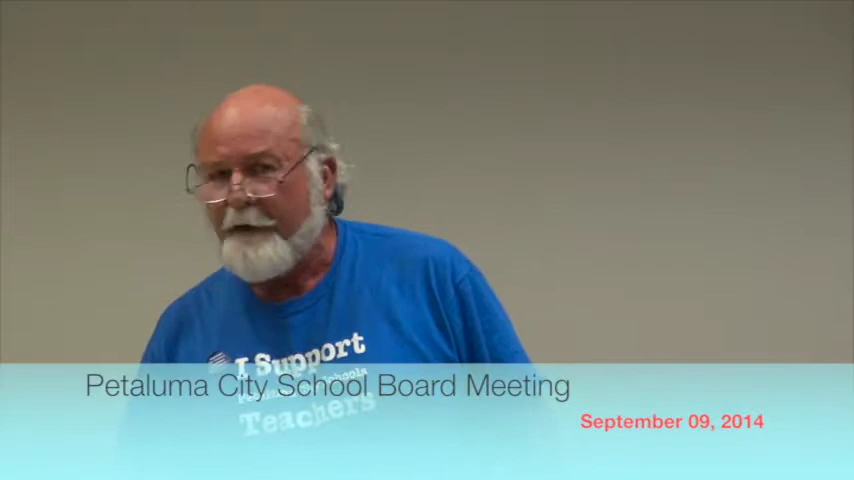 I Support
Teachers
Petaluma City School Board Meeting
September 09, 2014